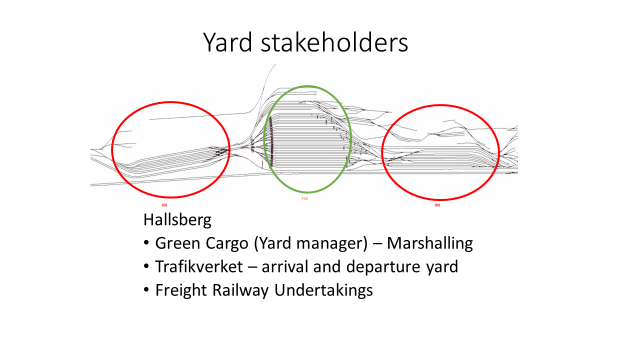 Yard stakeholders
Hallsberg
• Green Cargo (Yard manager) – Marshalling
• Trafikverket – arrival and departure yard
• Freight Railway Undertakings